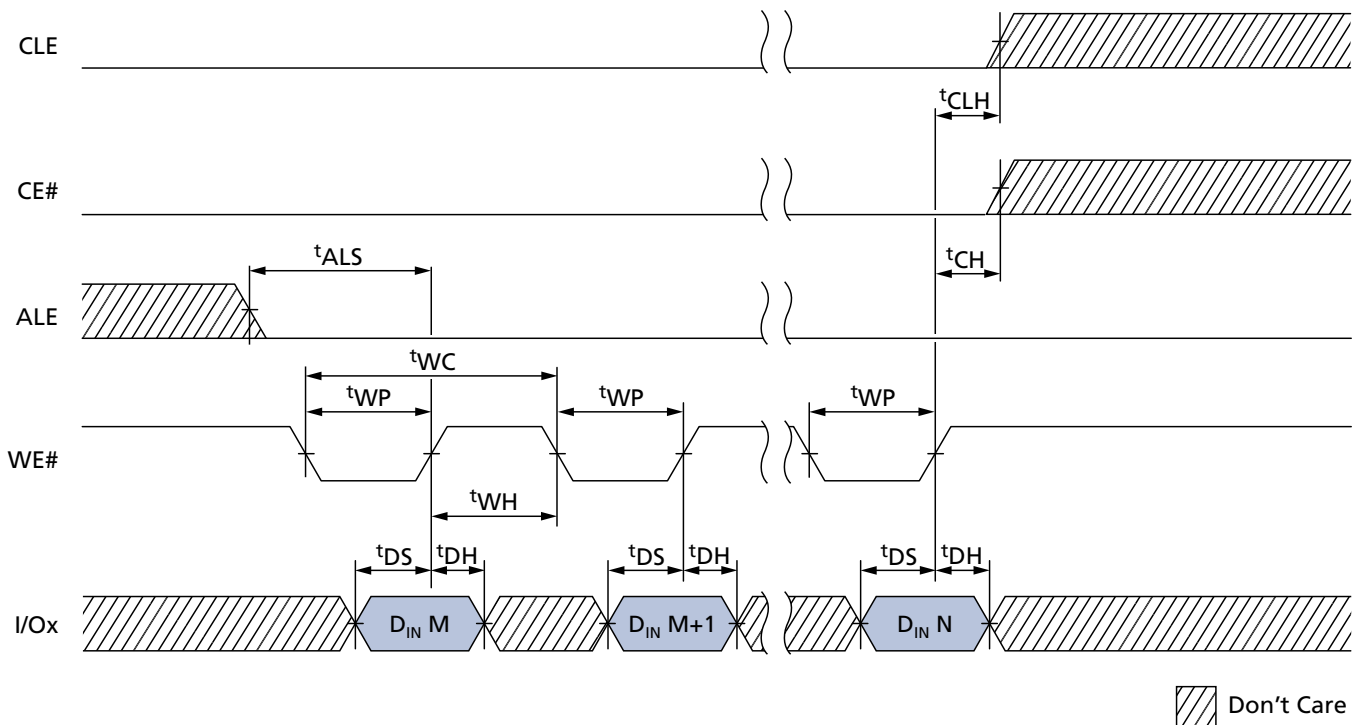 CLE
tCLH
CE#
tALS
tCH
ALE
tWC
tWP
tWP
tWP
WE#
tWH
tDS
tDH
tDS
tDH
tDS
tDH
I/Ox
DIN M
DIN M+1
DIN N
Don't Care